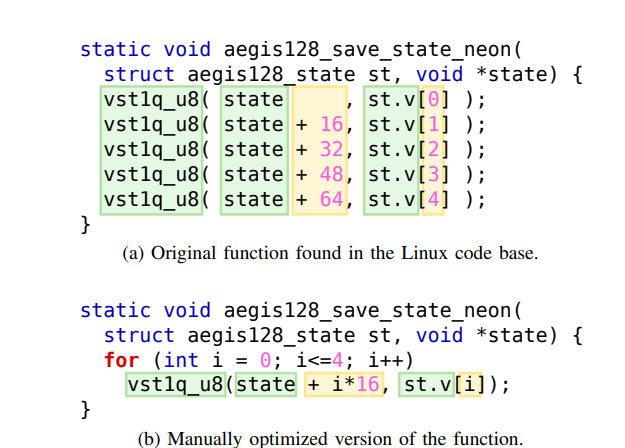 static void aegis128_save_state_neon(
struct aegis128_state st, void *state) {
vst1q_u8( state , st.v[0] );
vst1q_u8( state + 16, st.v[1] );
vst1q_u8( state + 32, st.v[2] );
vst1q_u8( state + 48, st.v[3] );
vst1q_u8( state + 64, st.v[4] );
}
(a) Original function found in the Linux code base.
static void aegis128_save_state_neon(
struct aegis128_state st, void *state) {
for (int i = 0; i<=4; i++)
vst1q_u8(state + i*16, st.v[i]);
}
(b) Manually optimized version of the function.